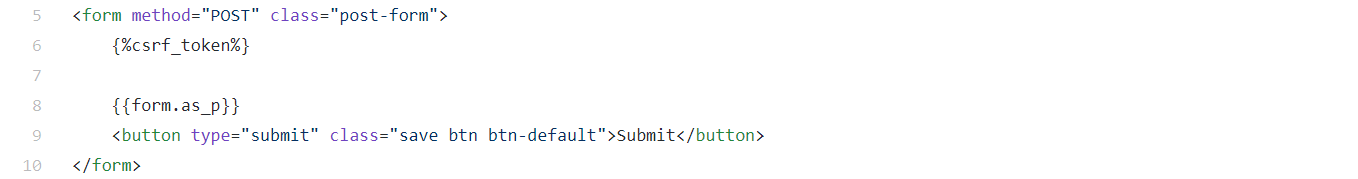 5 <form method="POST" class="post-form">
6 {%csrf_token%}
7
8 {{form.as_p}}
9 <button type="submit" class="save btn btn-default">Submit</button>
10 </form>